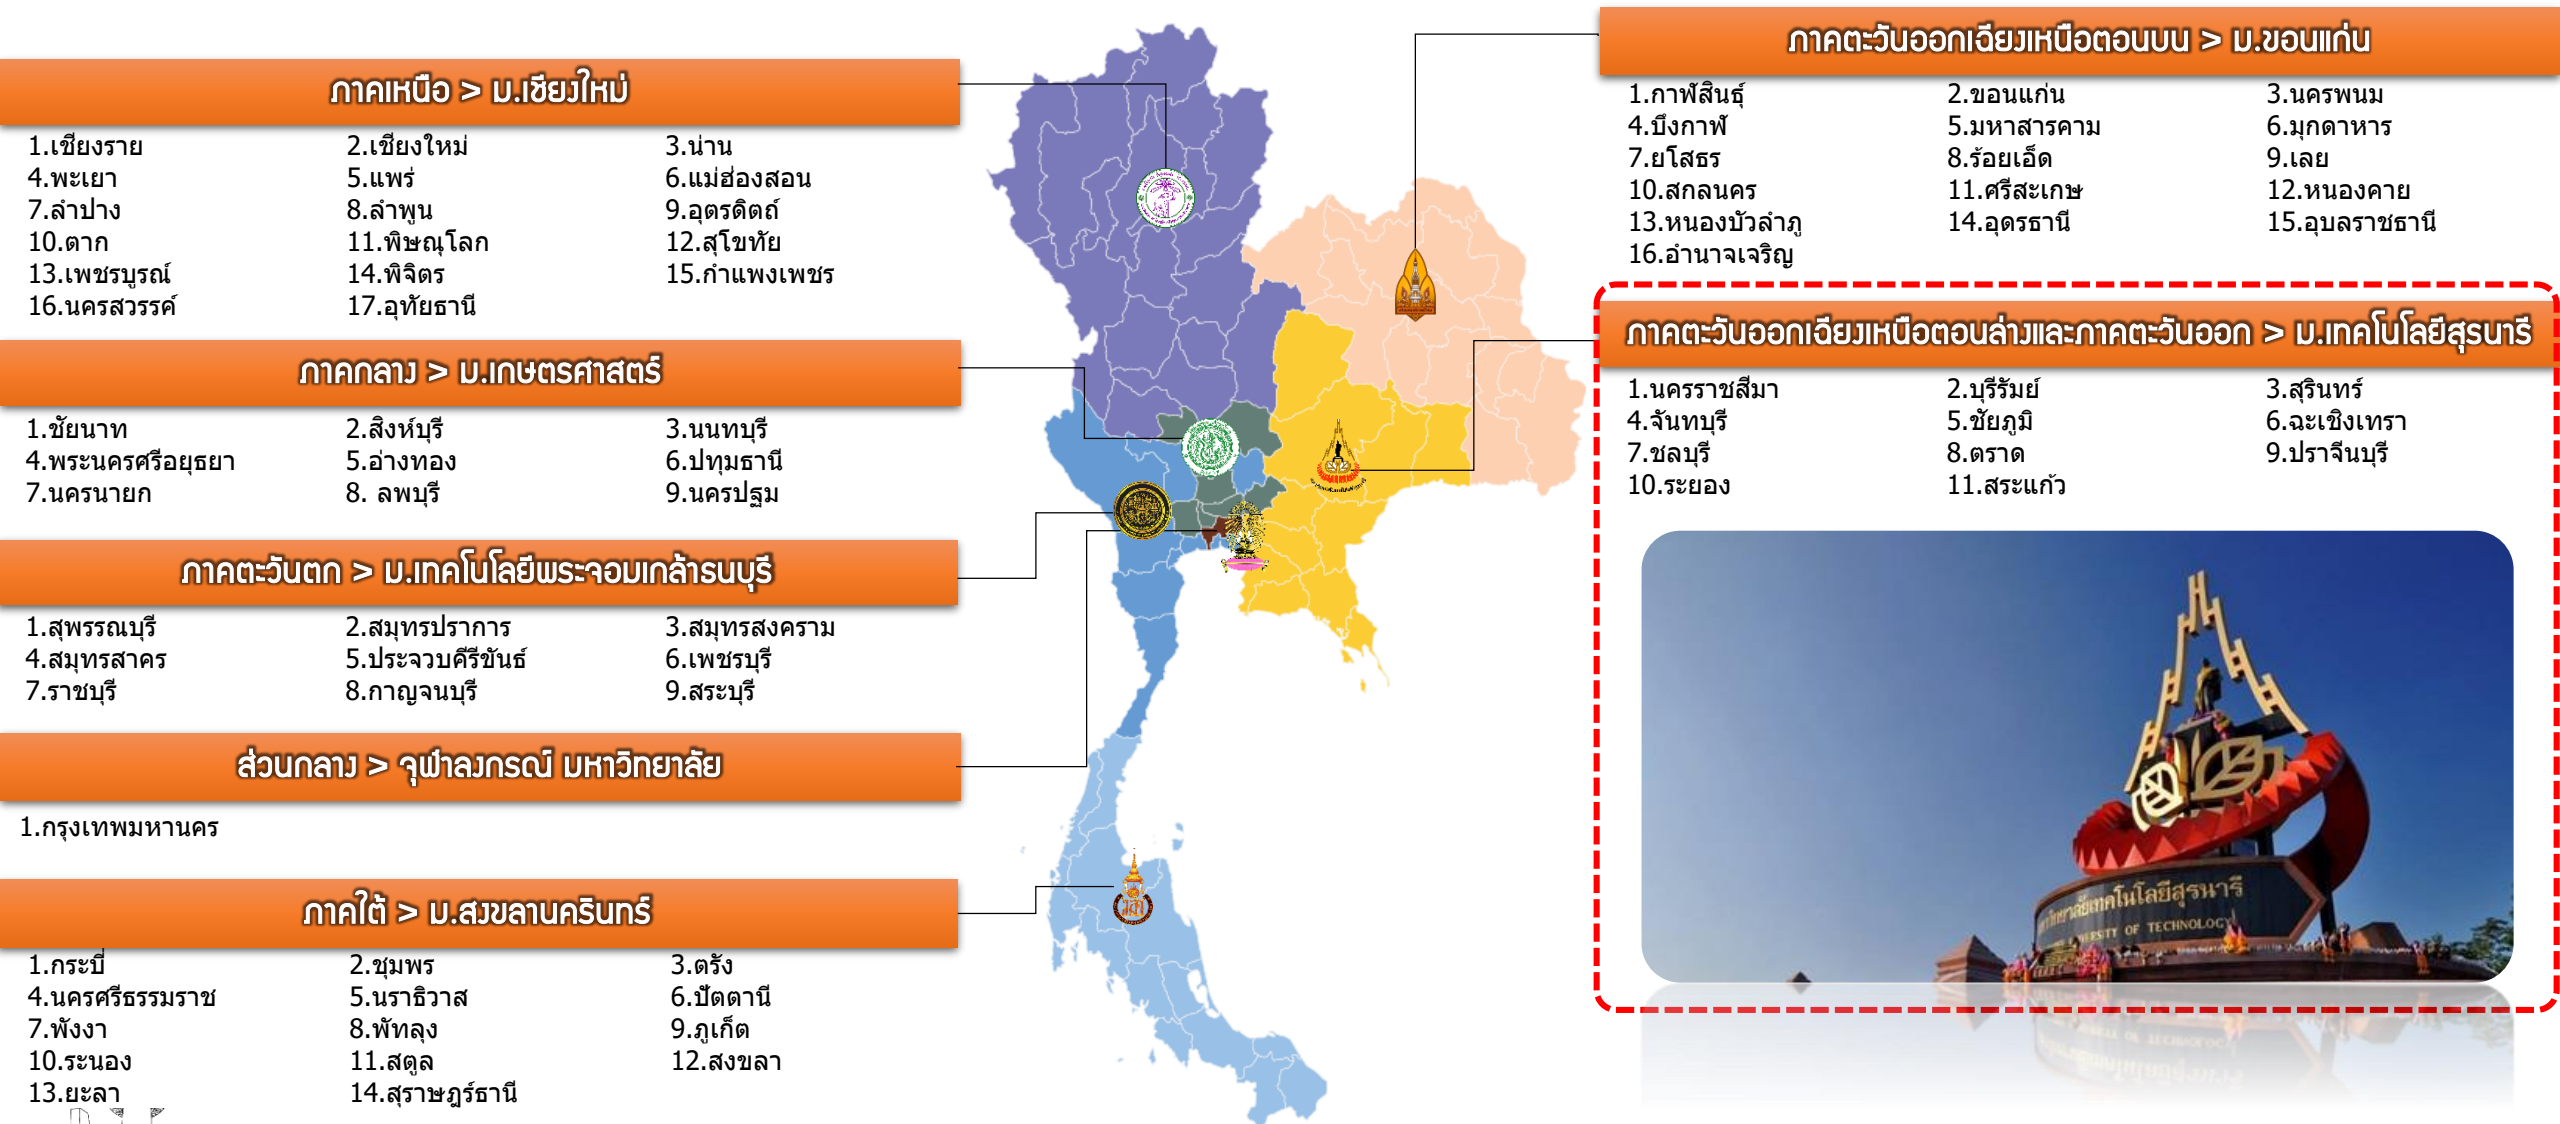 ภาคเหนือ > ม.เชียงใหม่
1.เชียงราย 2.เชียงใหม่ 3.น่าน
4.พะเยา 5.แพร่ 6.แม่ฮ่องสอน
7.ลำปาง 8.ลำพูน 9.อุตรดิตถ์
10.ตาก 11.พิษณุโลก 12.สุโขทัย
13.เพชรบูรณ์ 14.พิจิตร 15.กำแพงเพชร
16.นครสวรรค์ 17.อุทัยธานี
ภาคกลาง > ม.เกษตรศาสตร์
1.ชัยนาท 2.สิงห์บุรี 3.นนทบุรี
4.พระนครศรีอยุธยา 5.อ่างทอง 6.ปทุมธานี
7.นครนายก 8. ลพบุรี 9.นครปฐม
ภาคตะวันตก > ม.เทคโนโลยีพระจอมเกล้าธนบุรี
1.สุพรรณบุรี 2.สมุทรปราการ 3.สมุทรสงคราม
4.สมุทรสาคร 5.ประจวบคีรีขันธ์ 6.เพชรบุรี
7.ราชบุรี 8.กาญจนบุรี 9.สระบุรี
ส่วนกลาง > จุฬาลงกรณ์ มหาวิทยาลัย
1.กรุงเทพมหานคร
ภาคใต้ > ม.สงขลานครินทร์
1.กระบี่ 2.ชุมพร 3.ตรัง
4.นครศรีธรรมราช 5.นราธิวาส 6.ปัตตานี
7.พังงา 8.พัทลุง 9.ภูเก็ต
10.ระนอง 11.สตูล 12.สงขลา
13.ยะลา 14.สุราษฎร์ธานี
ภาคตะวันออกเฉียงเหนือตอนบน > ม.ขอนแก่น
1.กาฬสินธุ์ 2.ขอนแก่น 3.นครพนม
4.บึงกาฬ 5.มหาสารคาม 6.มุกดาหาร
7.ยโสธร 8.ร้อยเอ็ด 9.เลย
10.สกลนคร 11.ศรีสะเกษ 12.หนองคาย
13.หนองบัวลำภู 14.อุดรธานี 15.อุบลราชธานี
16.อำนาจเจริญ
ภาคตะวันออกเฉียงเหนือตอนล่างและภาคตะวันออก > ม.เทคโนโลยีสุรนารี
1.นครราชสีมา 2.บุรีรัมย์ 3.สุรินทร์
4.จันทบุรี 5.ชัยภูมิ 6.ฉะเชิงเทรา
7.ชลบุรี 8.ตราด 9.ปราจีนบุรี
10.ระยอง 11.สระแก้ว
เทคโนโลยีสุรนารี
OF TECHNOLOGY